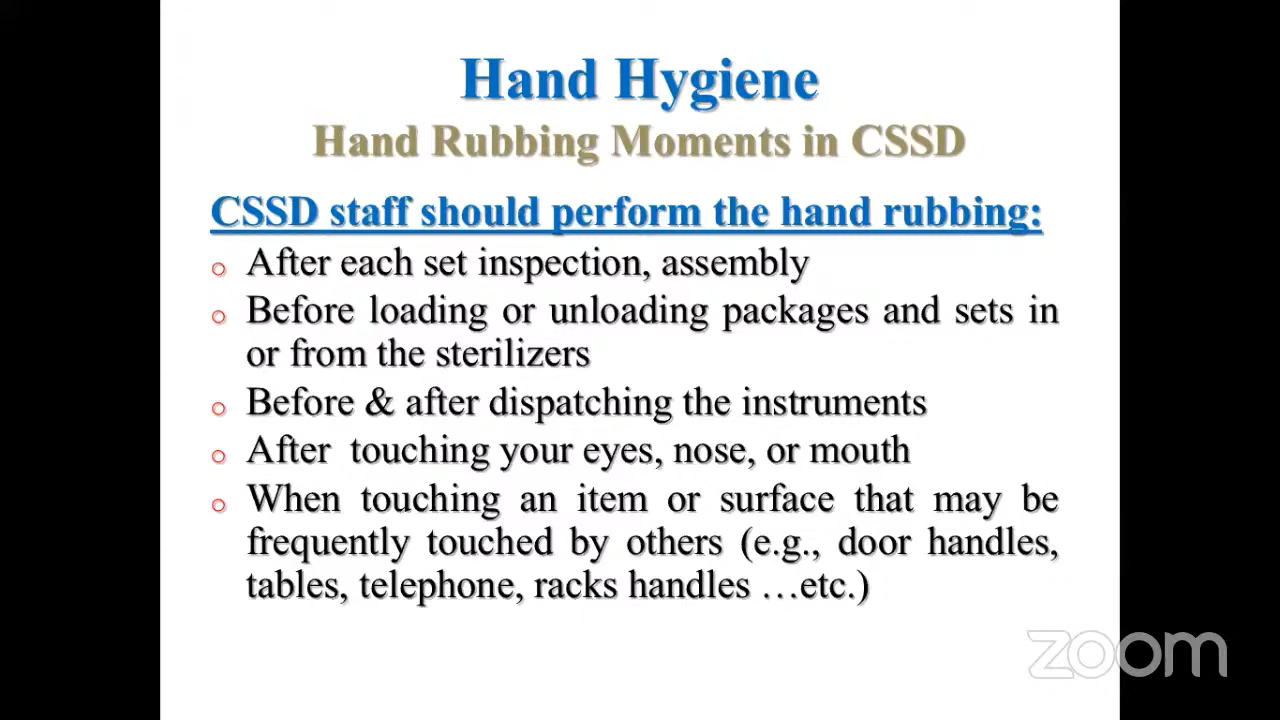 Hand Hygiene
Hand Rubbing Moments in CSSD
CSSD staff should perform the hand rubbing:
o After each set inspection, assembly
o Before loading or unloading packages and sets in
or from the sterilizers
o Before & after dispatching the instruments
o After touching your eyes, nose, or mouth
o When touching an item or surface that may be
frequently touched by others (e.g., door handles,
tables, telephone, racks handles …etc.)
zoom